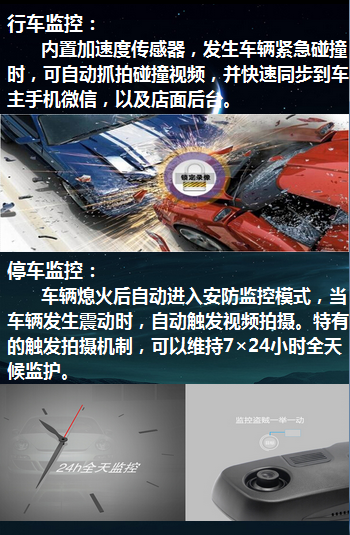 行车监控：
内置加速度传感器，发生车辆紧急碰撞
时，可自动抓拍碰撞视频，并快速同步到车
主手机微信，以及店面后台。
锁定录像
停车监控：
车辆熄火后自动进入安防监控模式，当
车辆发生震动时，自动触发视频拍摄。特有
的触发拍摄机制，可以维持7×24小时全天
候监护。
监控盗贼一举一动
24h全天监控